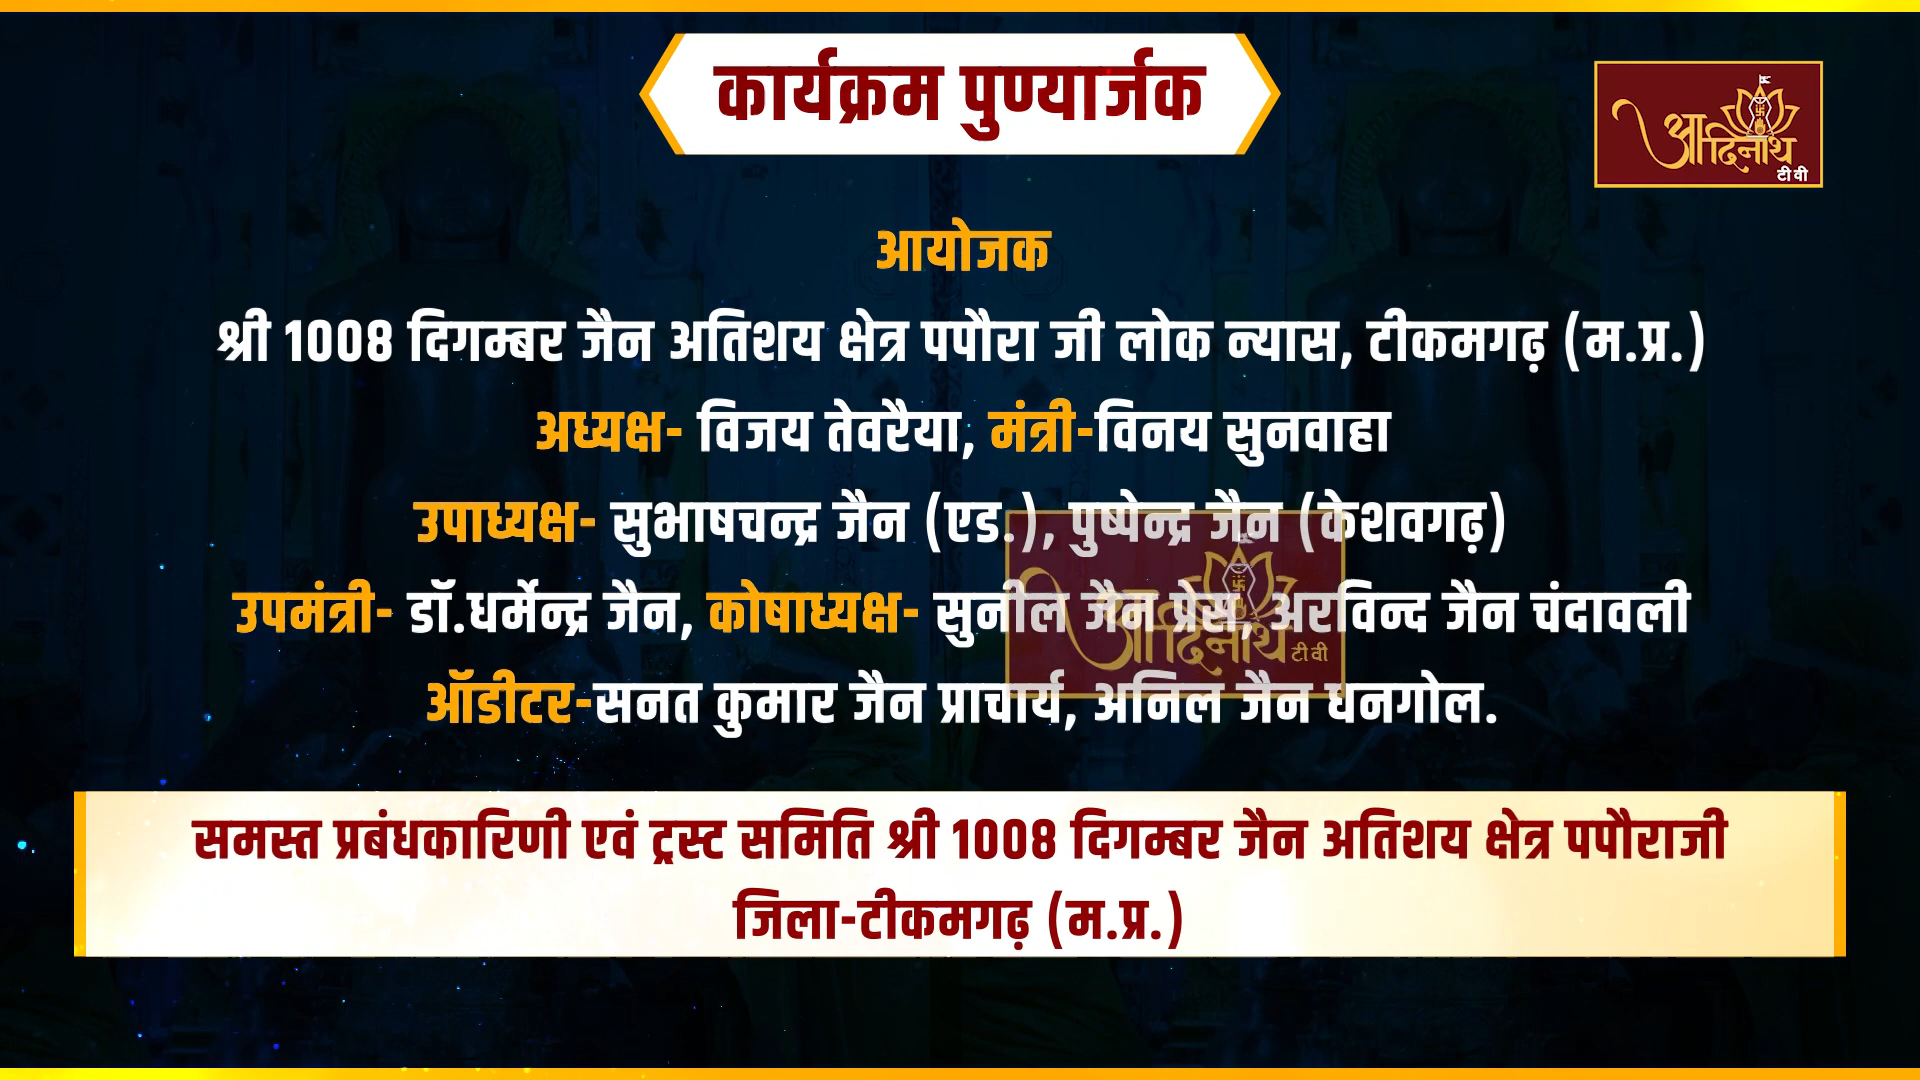 कार्यक्रम पुण्यार्जक
आदिनाथ
टी वी
आयोजक
श्री 1008 दिगम्बर जैन अतिशय क्षेत्र पपौरा जी लोक न्यास, टीकमगढ़ (म.प्र.)
अध्यक्ष- विजय तेवरैया, मंत्री-विनय सुनवाहा
उपाध्यक्ष- सुभाषचन्द्र जैन (एड.), पुष्पेन्द्र जैन (केशवगढ़)
उपमंत्री- डॉ.धर्मेन्द्र जैन, कोषाध्यक्ष- सुनील जैन प्रेस, अरविन्द जैन चंदावली
आदिनाथ टी वी
ऑडीटर-सनत कुमार जैन प्राचार्य, अनिल जैन धनगोल.
समस्त प्रबंधकारिणी एवं ट्रस्ट समिति श्री 1008 दिगम्बर जैन अतिशय क्षेत्र पपौराजी
जिला-टीकमगढ़ (म.प्र.)